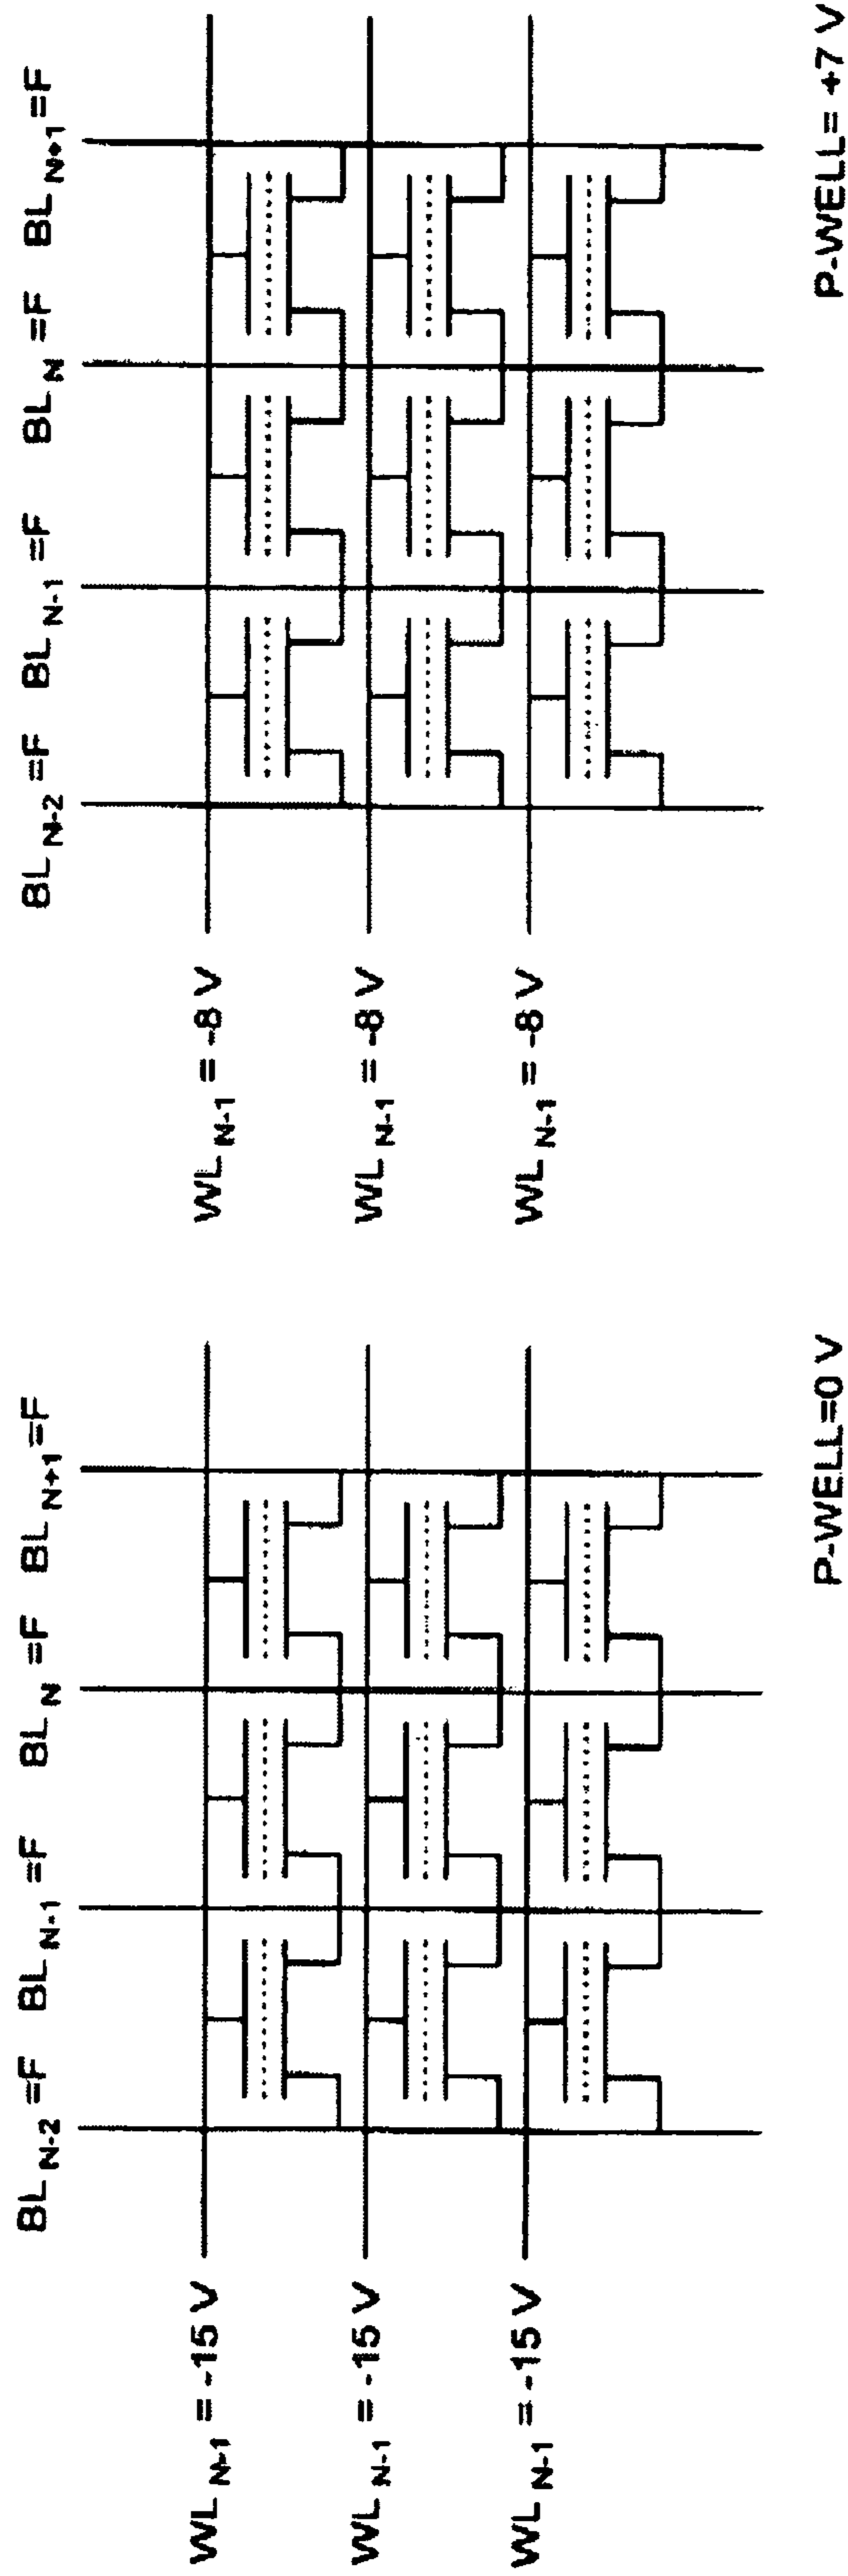 BL N-2 =F BL N-1 =F BL N =F BL N+1 =F
WL N-1 = -15 V
WL N-1 = -15 V
WL N-1 = -15 V
P-WELL=0 V
BL N-2 =F BL N-1 =F BL N =F BL N+1 =F
WL N-1 = -8 V
WL N-1 = -8 V
WL N-1 = -8 V
P-WELL= +7 V